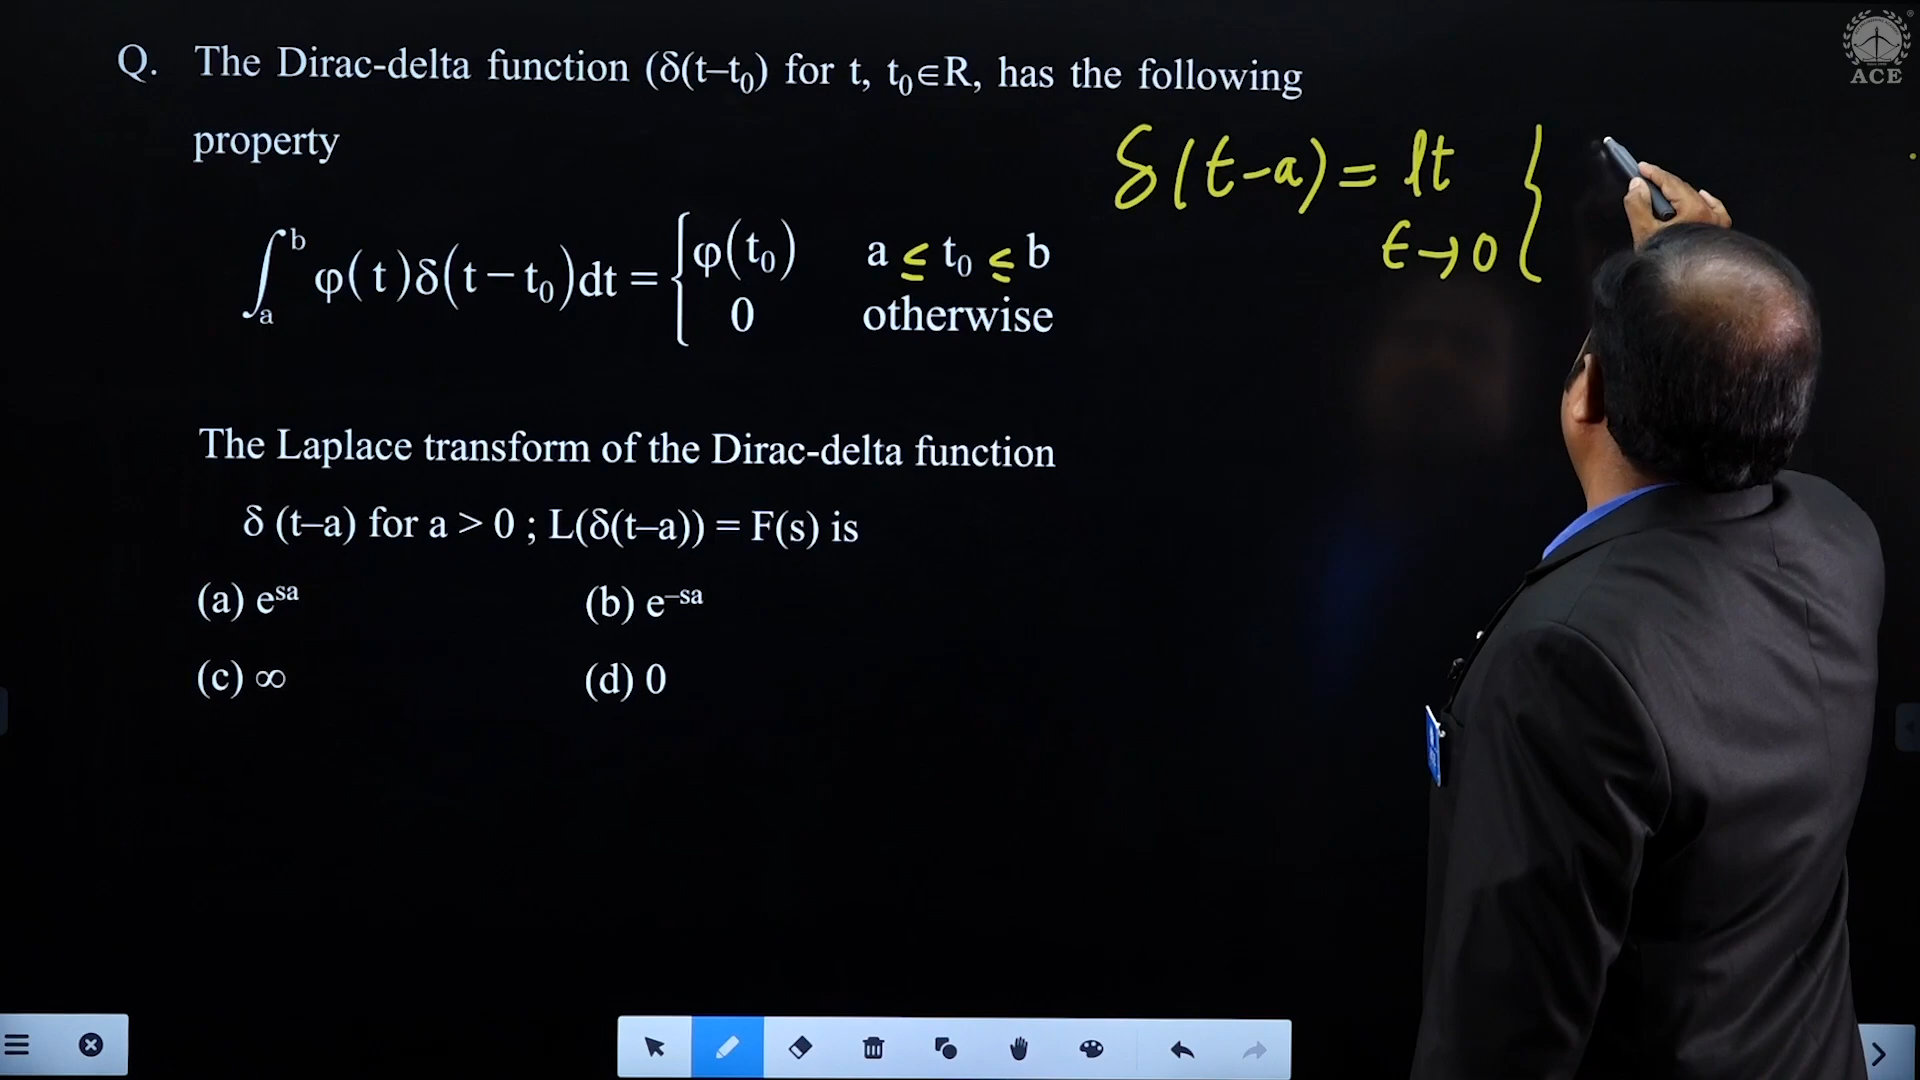 Q. The Dirac-delta function (δ(t–t₀) for t, t₀∈R, has the following
property
δ(t-a) = lt
ϵ→0 {
∫ₐᵇ φ(t)δ(t – t₀)dt = { φ(t₀) a ≤ t₀ ≤ b
0 otherwise
The Laplace transform of the Dirac-delta function
δ (t–a) for a > 0 ; L(δ(t–a)) = F(s) is
(a) eˢᵃ (b) e⁻ˢᵃ
(c) ∞ (d) 0
ACE